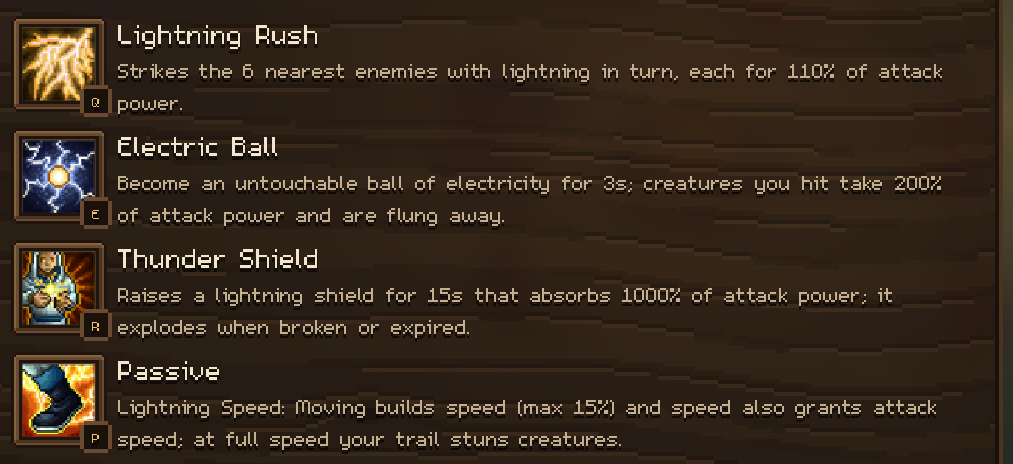 Lightning Rush
Strikes the 6 nearest enemies with lightning in turn, each for 110% of attack
Q power.
Electric Ball
Become an untouchable ball of electricity for 3s; creatures you hit take 200%
E of attack power and are flung away.
Thunder Shield
Raises a lightning shield for 15s that absorbs 1000% of attack power; it
R explodes when broken or expired.
Passive
Lightning Speed: Moving builds speed (max 15%) and speed also grants attack
P speed; at full speed your trail stuns creatures.